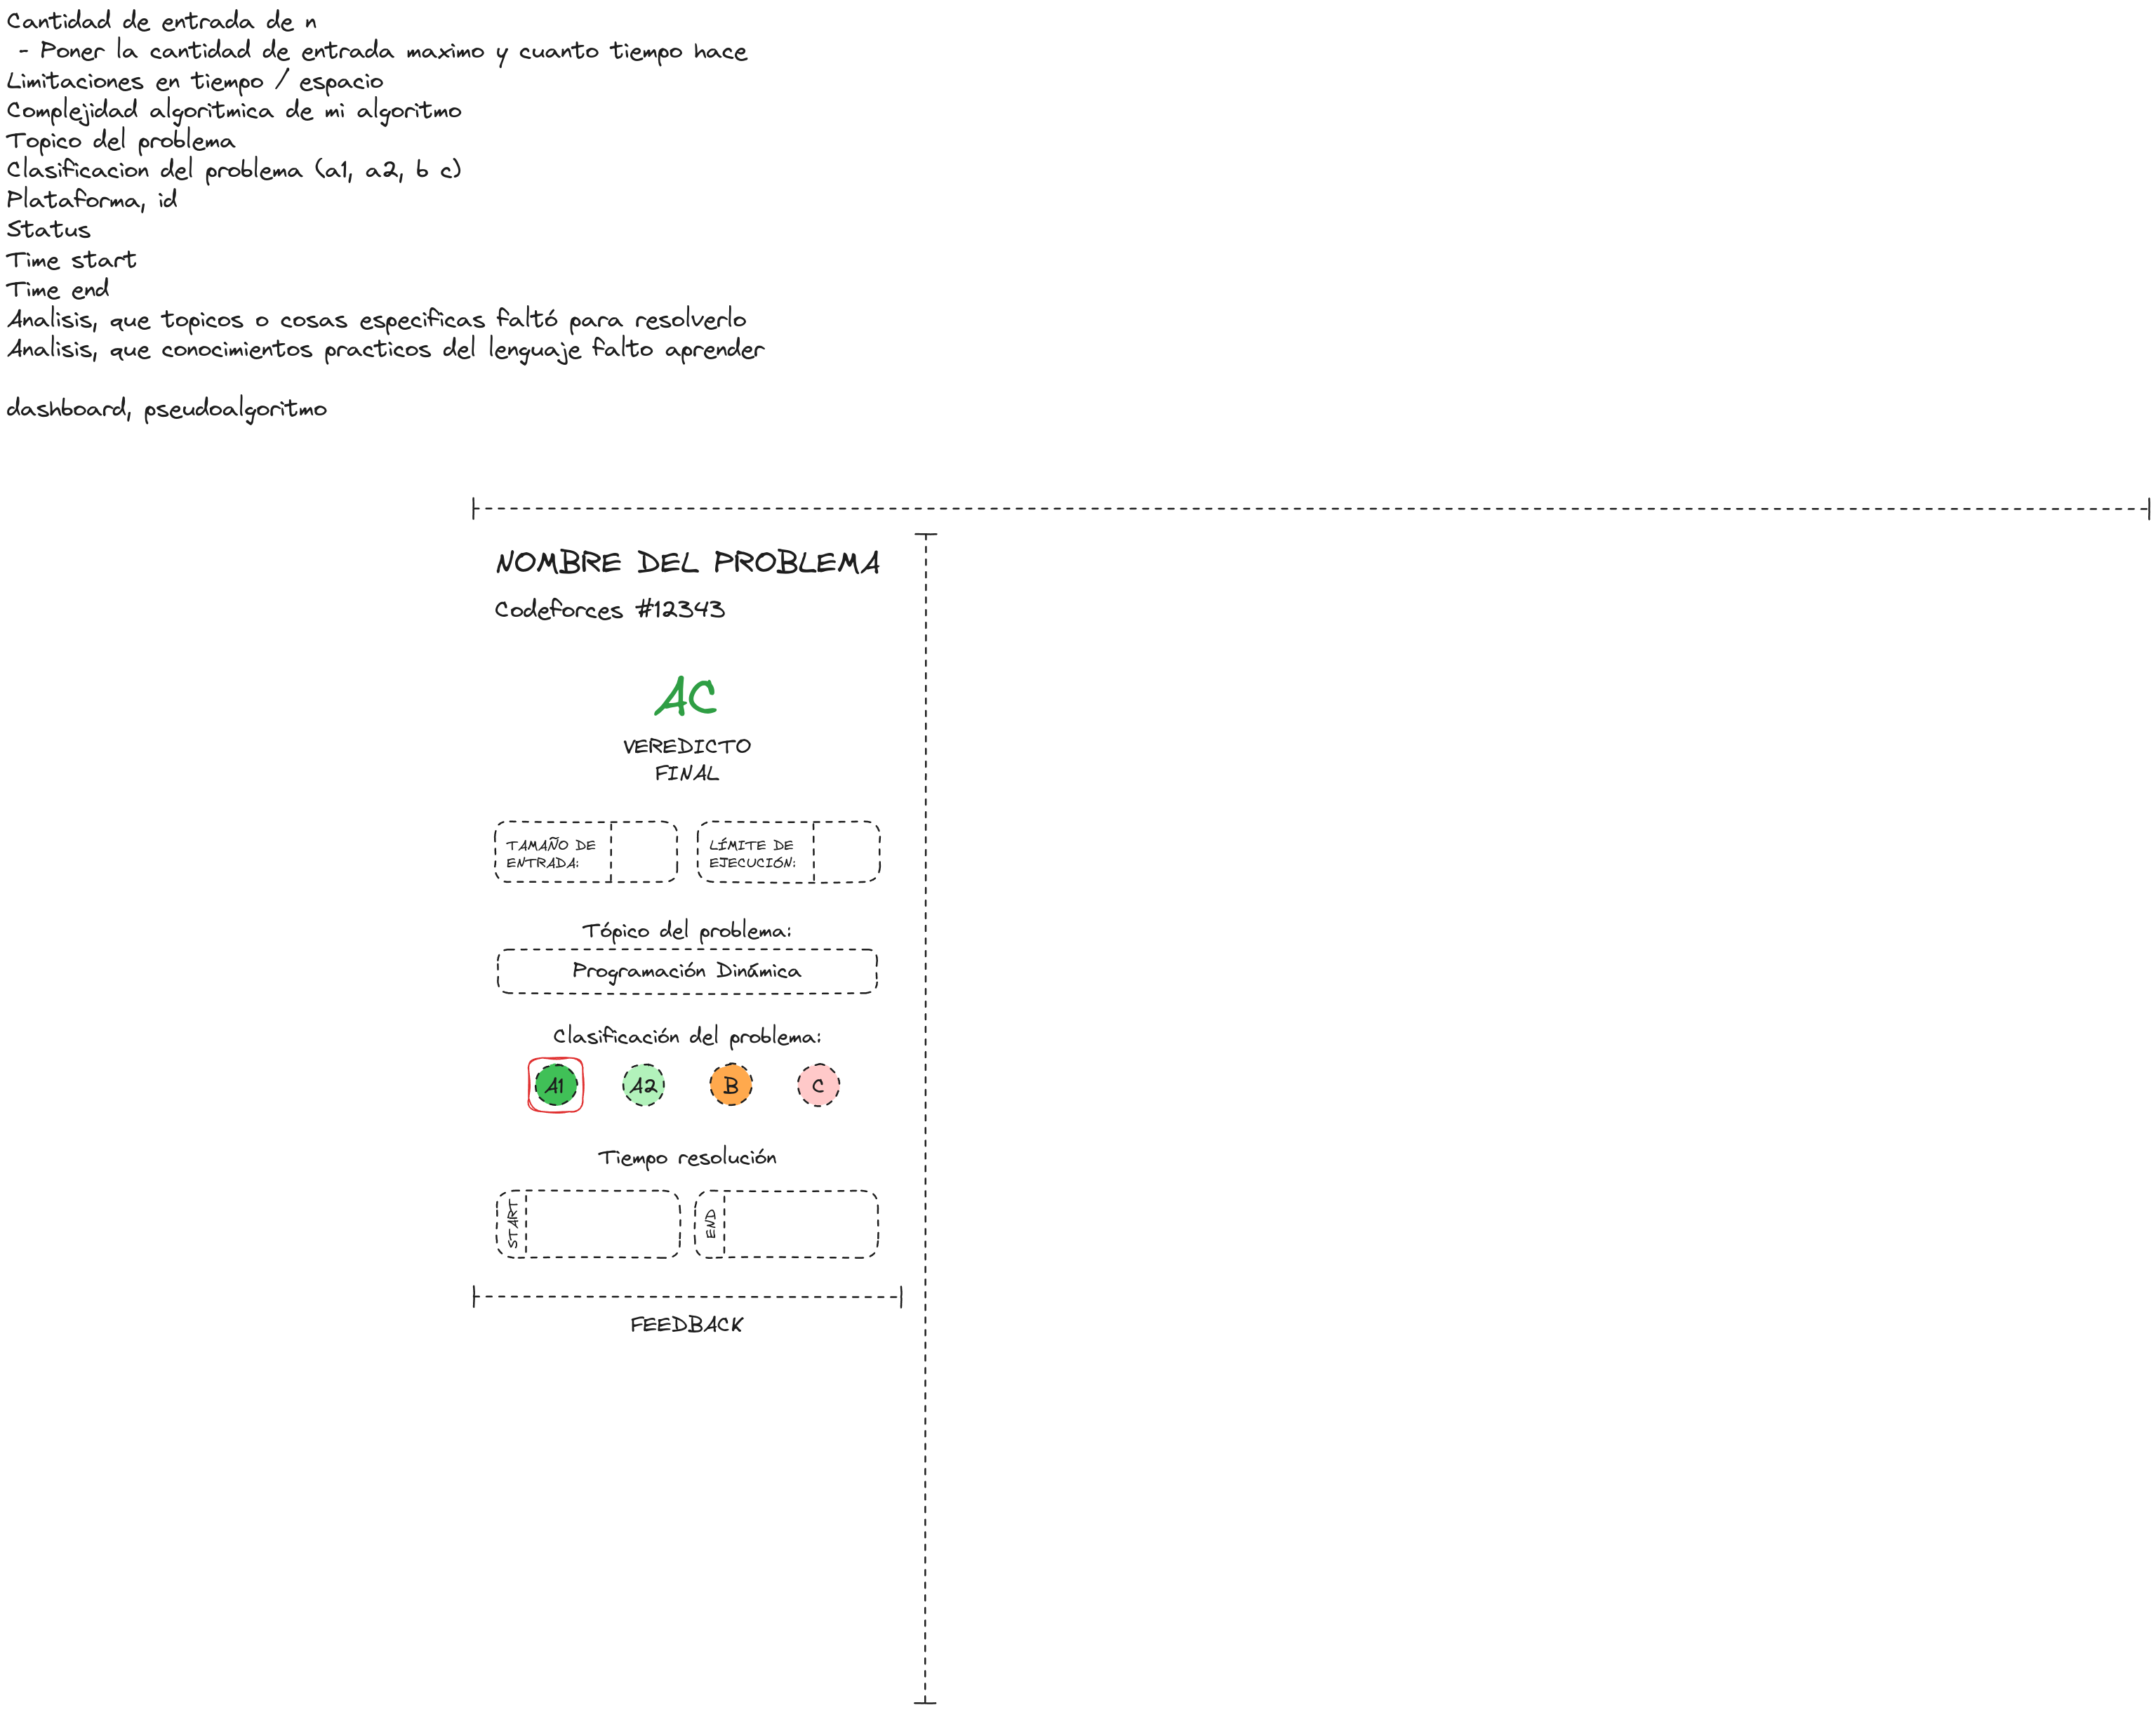 Cantidad de entrada de n
- Poner la cantidad de entrada maximo y cuanto tiempo hace
Limitaciones en tiempo / espacio
Complejidad algoritmica de mi algoritmo
Topico del problema
Clasificacion del problema (a1, a2, b c)
Plataforma, id
Status
Time start
Time end
Analisis, que topicos o cosas especificas faltó para resolverlo
Analisis, que conocimientos practicos del lenguaje falto aprender
dashboard, pseudoalgoritmo
NOMBRE DEL PROBLEMA
Codeforces #12343
AC
VEREDICTO
FINAL
TAMAÑO DE
ENTRADA:
LÍMITE DE
EJECUCIÓN:
Tópico del problema:
Programación Dinámica
Clasificación del problema:
A1 A2 B C
Tiempo resolución
START
END
FEEDBACK